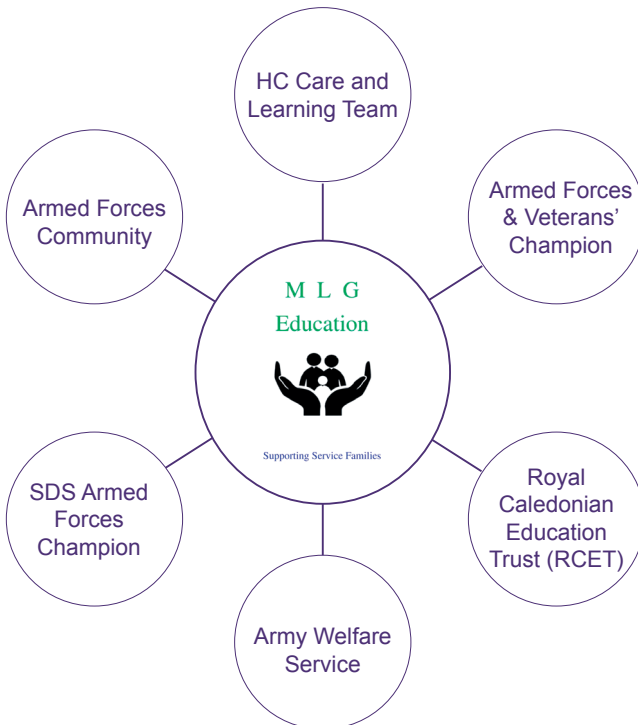 HC Care and
Learning Team
Armed Forces
Community
Armed Forces
& Veterans’
Champion
M L G
Education
Supporting Service Families
SDS Armed
Forces
Champion
Royal
Caledonian
Education
Trust (RCET)
Army Welfare
Service